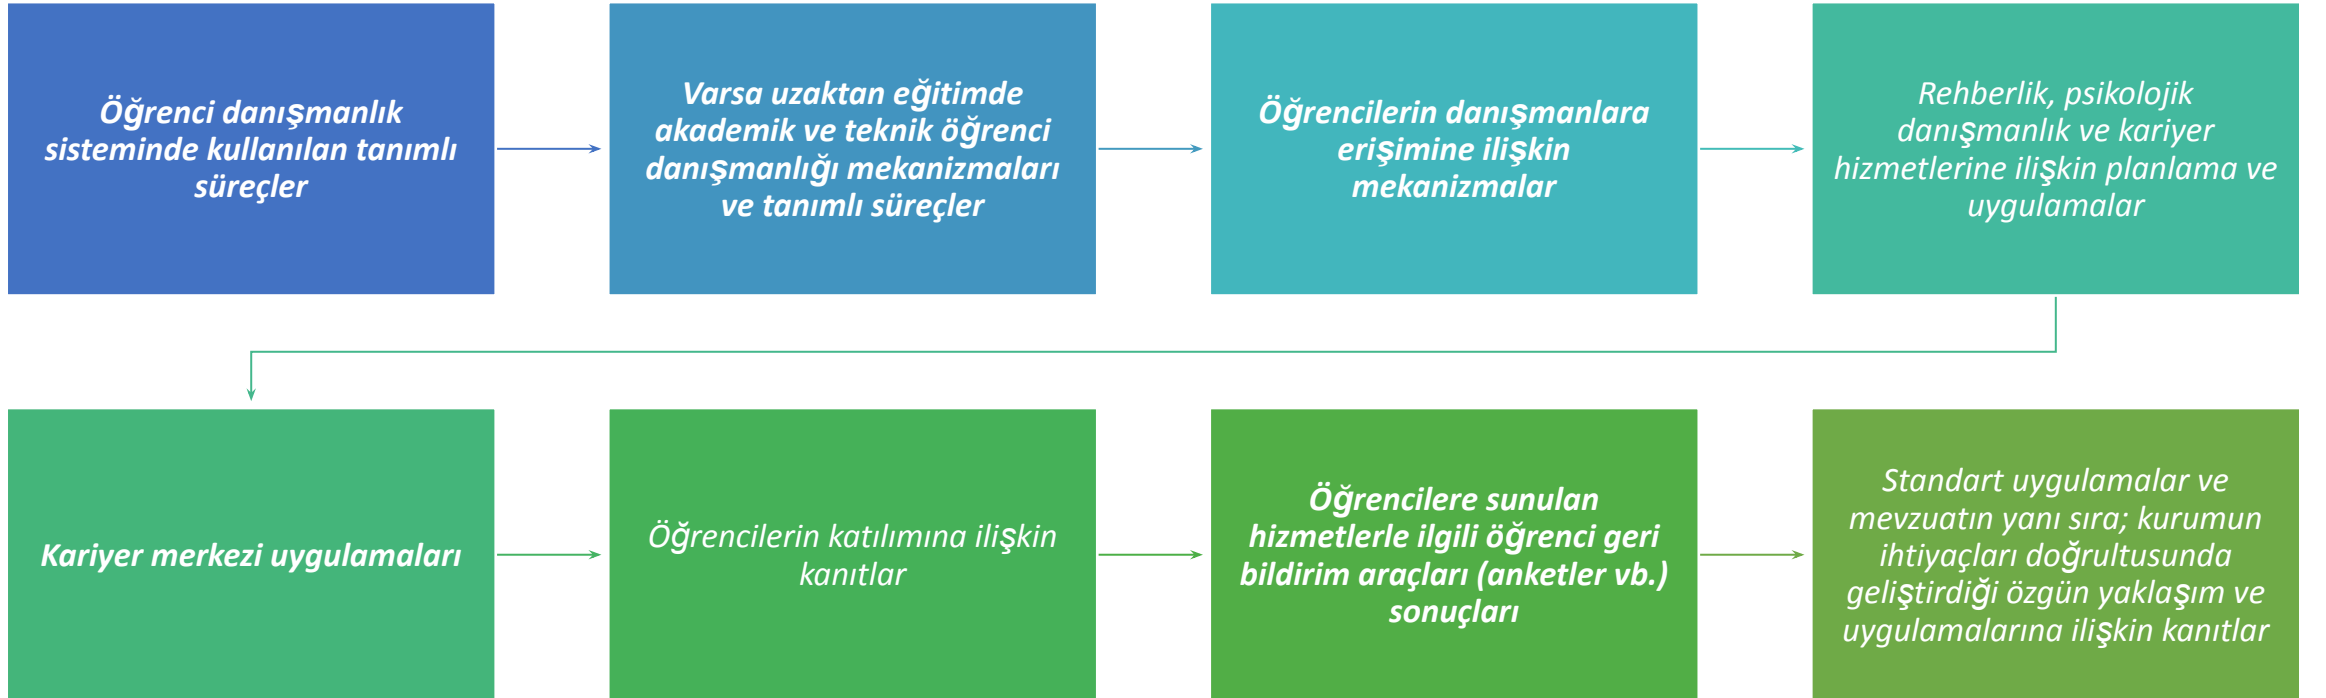 Öğrenci danışmanlık
sisteminde kullanılan tanımlı
süreçler
Varsa uzaktan eğitimde
akademik ve teknik öğrenci
danışmanlığı mekanizmaları
ve tanımlı süreçler
Öğrencilerin danışmanlara
erişimine ilişkin
mekanizmalar
Rehberlik, psikolojik
danışmanlık ve kariyer
hizmetlerine ilişkin planlama ve
uygulamalar
Kariyer merkezi uygulamaları
Öğrencilerin katılımına ilişkin
kanıtlar
Öğrencilere sunulan
hizmetlerle ilgili öğrenci geri
bildirim araçları (anketler vb.)
sonuçları
Standart uygulamalar ve
mevzuatın yanı sıra; kurumun
ihtiyaçları doğrultusunda
geliştirdiği özgün yaklaşım ve
uygulamalarına ilişkin kanıtlar